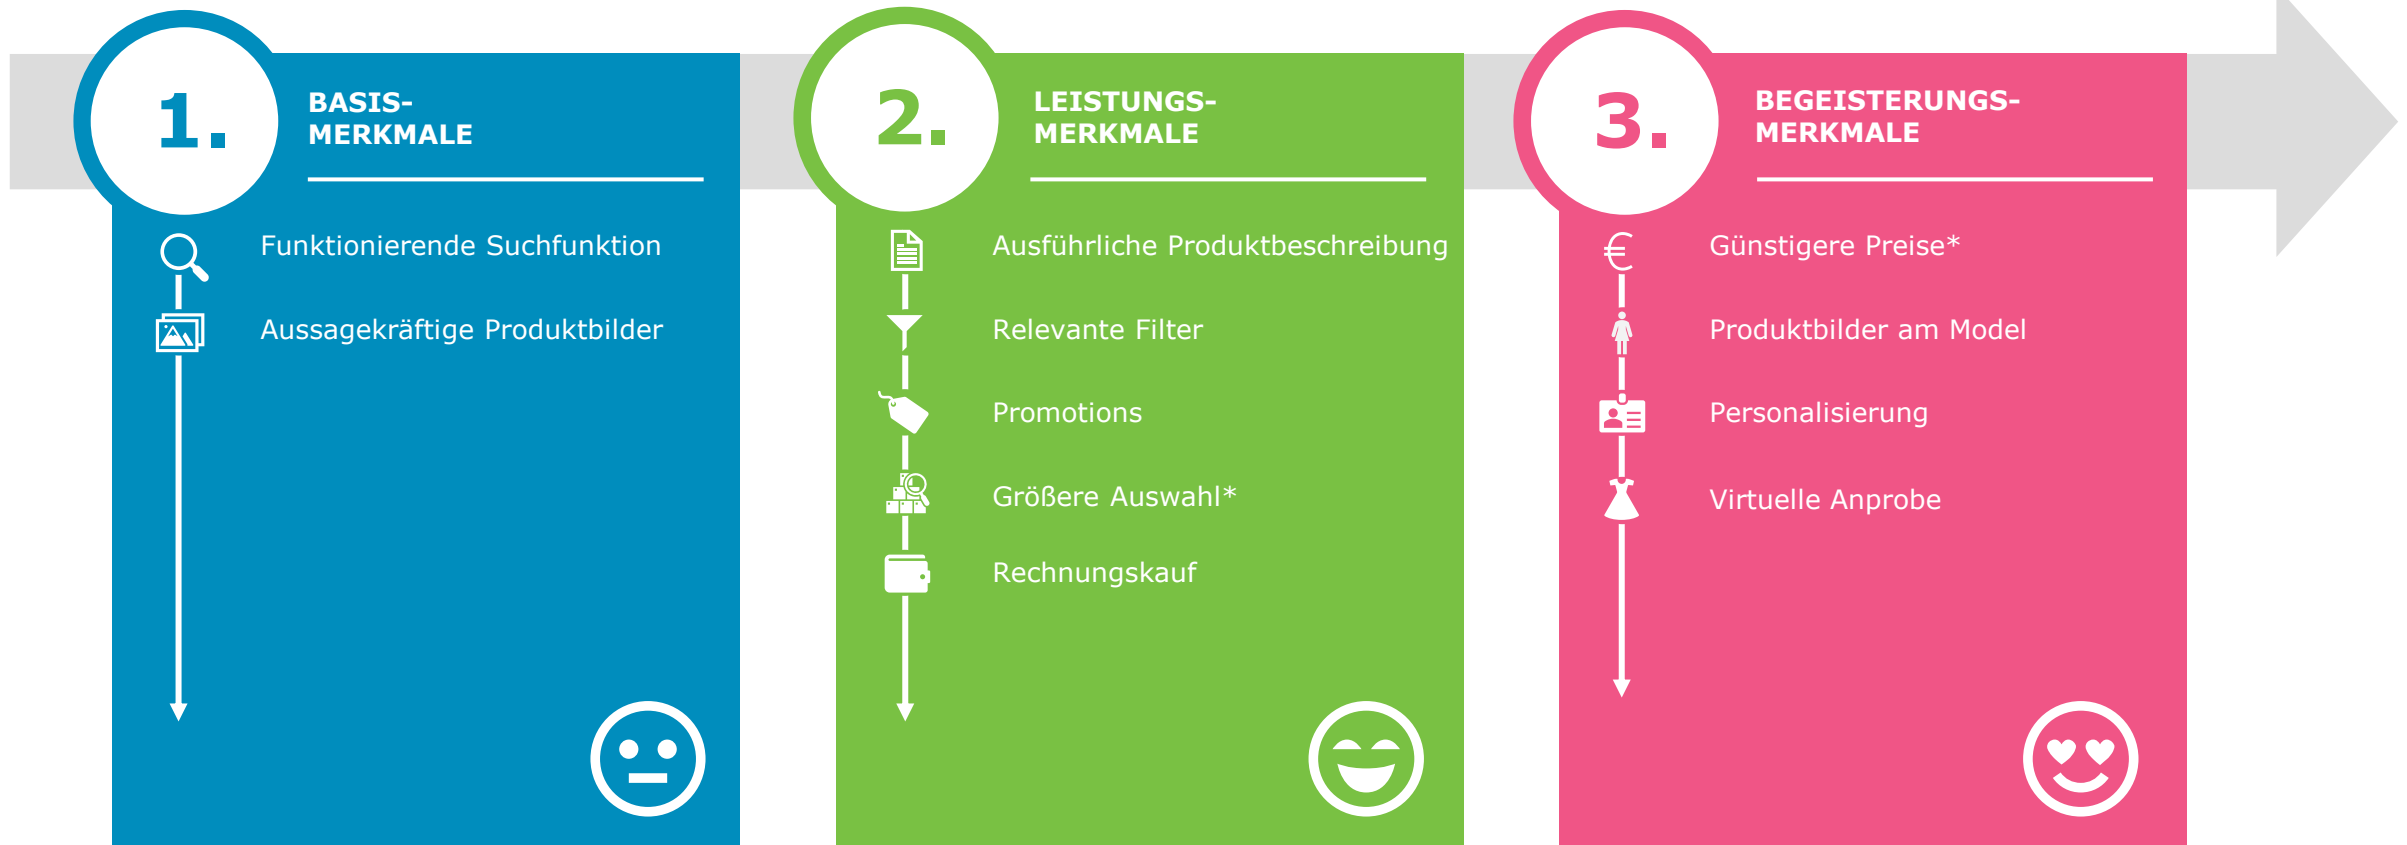 1.
BASIS-
MERKMALE
Funktionierende Suchfunktion
Aussagekräftige Produktbilder
2.
LEISTUNGS-
MERKMALE
Ausführliche Produktbeschreibung
Relevante Filter
Promotions
Größere Auswahl*
Rechnungskauf
3.
BEGEISTERUNGS-
MERKMALE
Günstigere Preise*
Produktbilder am Model
Personalisierung
Virtuelle Anprobe